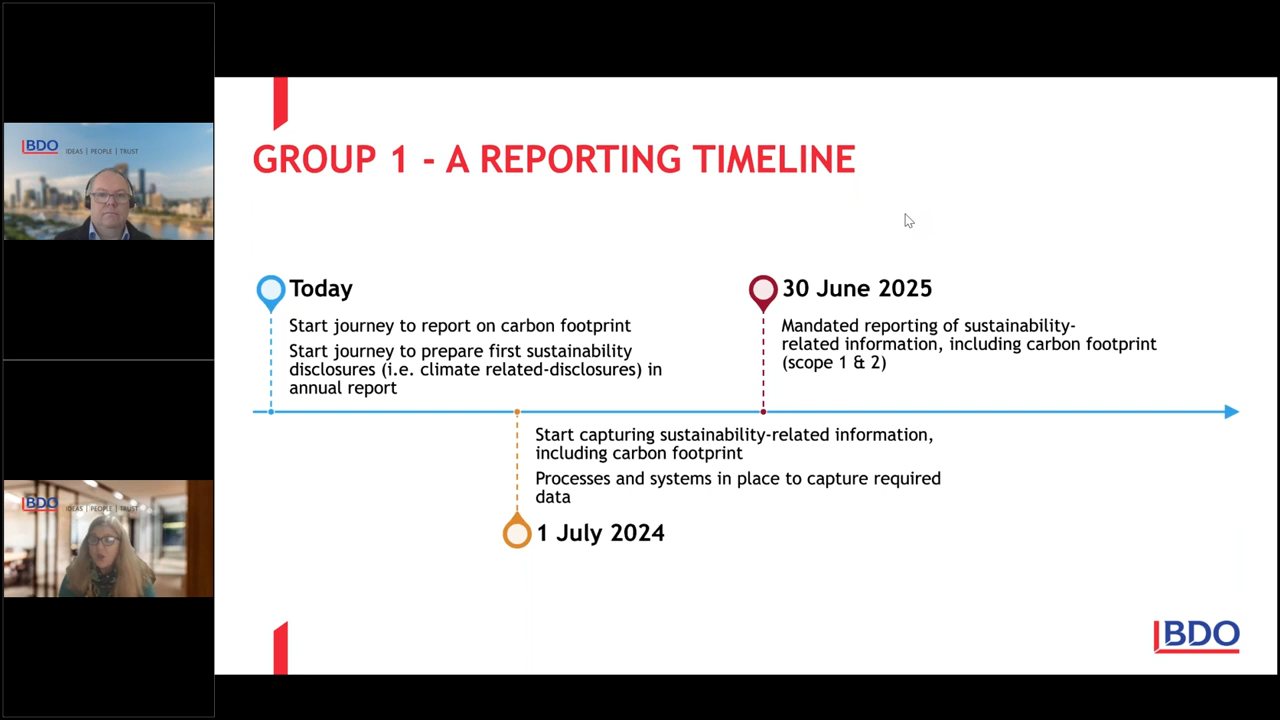 BDO
IDEAS | PEOPLE | TRUST
BDO
IDEAS | PEOPLE | TRUST
GROUP 1 - A REPORTING TIMELINE
Today
Start journey to report on carbon footprint
Start journey to prepare first sustainability
disclosures (i.e. climate related-disclosures) in
annual report
30 June 2025
Mandated reporting of sustainability-
related information, including carbon footprint
(scope 1 & 2)
Start capturing sustainability-related information,
including carbon footprint
Processes and systems in place to capture required
data
1 July 2024
BDO